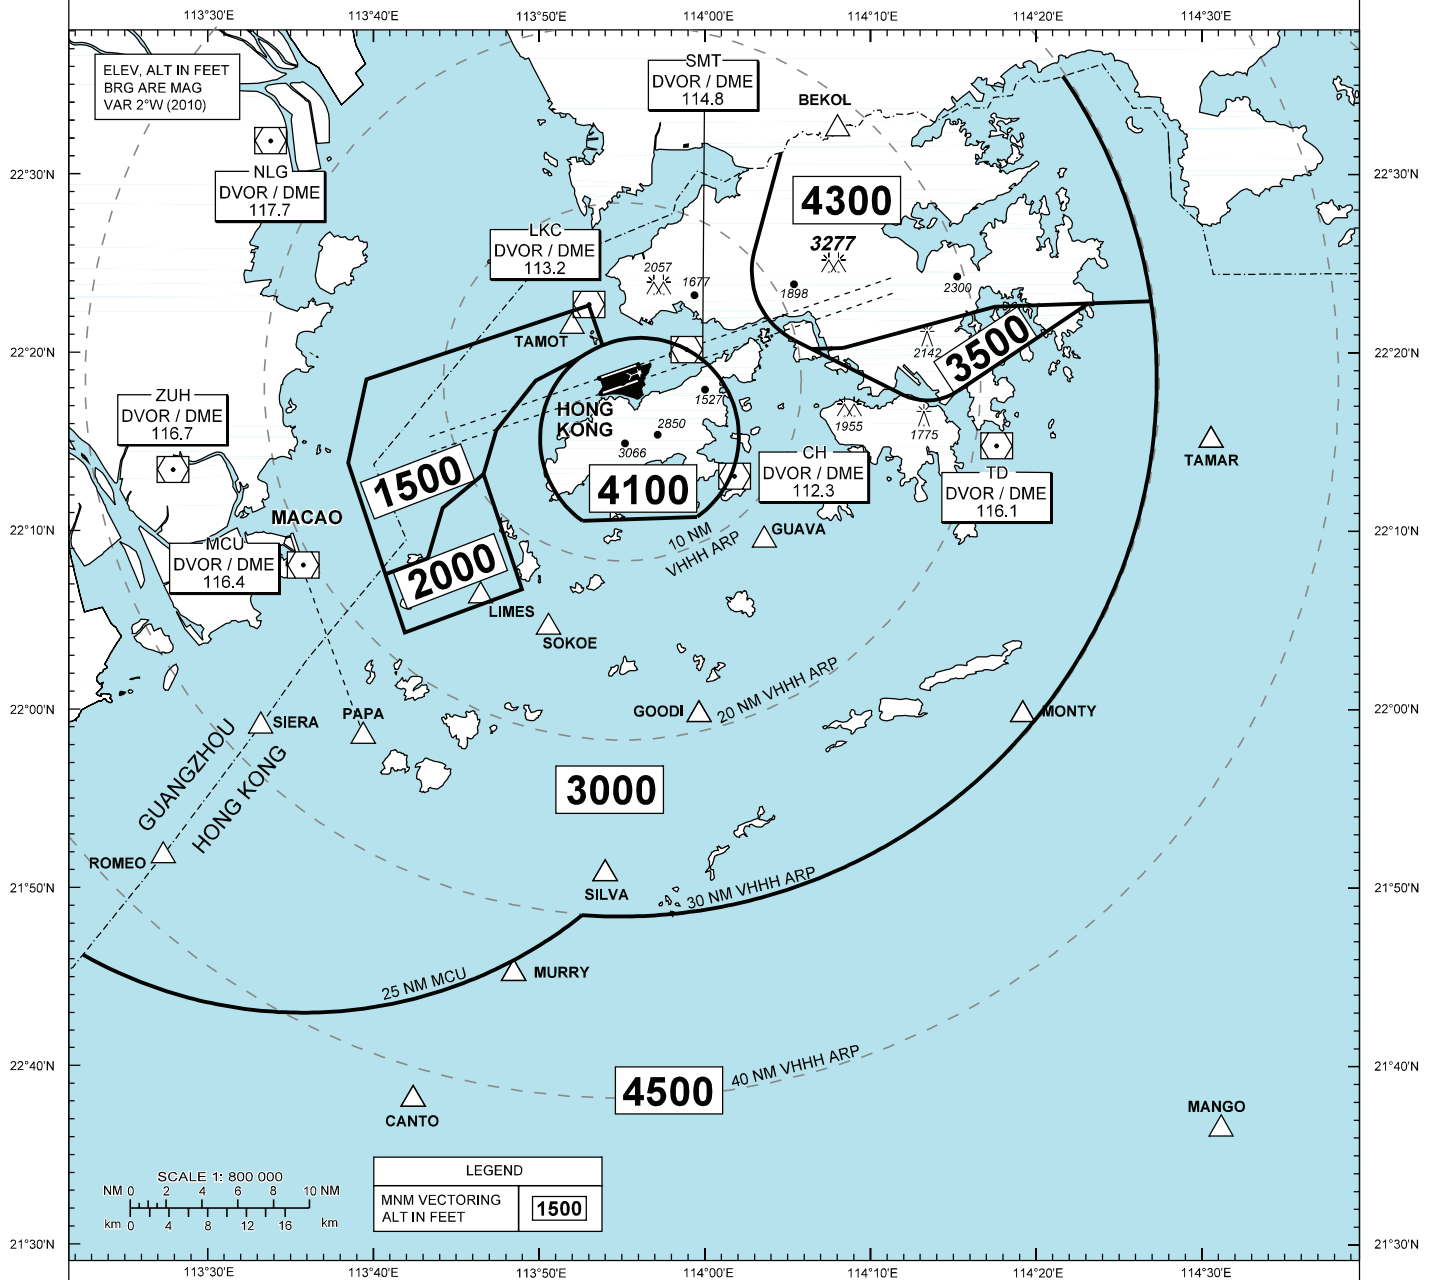 113°30'E
113°40'E
113°50'E
114°00'E
114°10'E
114°20'E
114°30'E
ELEV, ALT IN FEET
BRG ARE MAG
VAR 2°W (2010)
SMT
DVOR / DME
114.8
BEKOL
22°30'N
22°30'N
NLG
DVOR / DME
117.7
4300
3277
LKC
DVOR / DME
113.2
2057
1677
1898
2300
TAMOT
22°20'N
22°20'N
2142
3500
ZUH
DVOR / DME
116.7
HONG
KONG
1527
2850
3066
1955
1775
TAMAR
1500
4100
CH
DVOR / DME
112.3
TD
DVOR / DME
116.1
MACAO
22°10'N
22°10'N
GUAVA
10 NM
VHHH ARP
MCU
DVOR / DME
116.4
2000
LIMES
SOKOE
20 NM VHHH ARP
22°00'N
22°00'N
SIERA
PAPA
GOODI
MONTY
GUANGZHOU
HONG KONG
3000
ROMEO
21°50'N
21°50'N
SILVA
30 NM VHHH ARP
25 NM MCU
MURRY
22°40'N
21°40'N
40 NM VHHH ARP
4500
CANTO
MANGO
SCALE 1: 800 000
NM 0 2 4 6 8 10 NM
km 0 4 8 12 16 km
LEGEND
MNM VECTORING
ALT IN FEET
1500
21°30'N
21°30'N
113°30'E
113°40'E
113°50'E
114°00'E
114°10'E
114°20'E
114°30'E